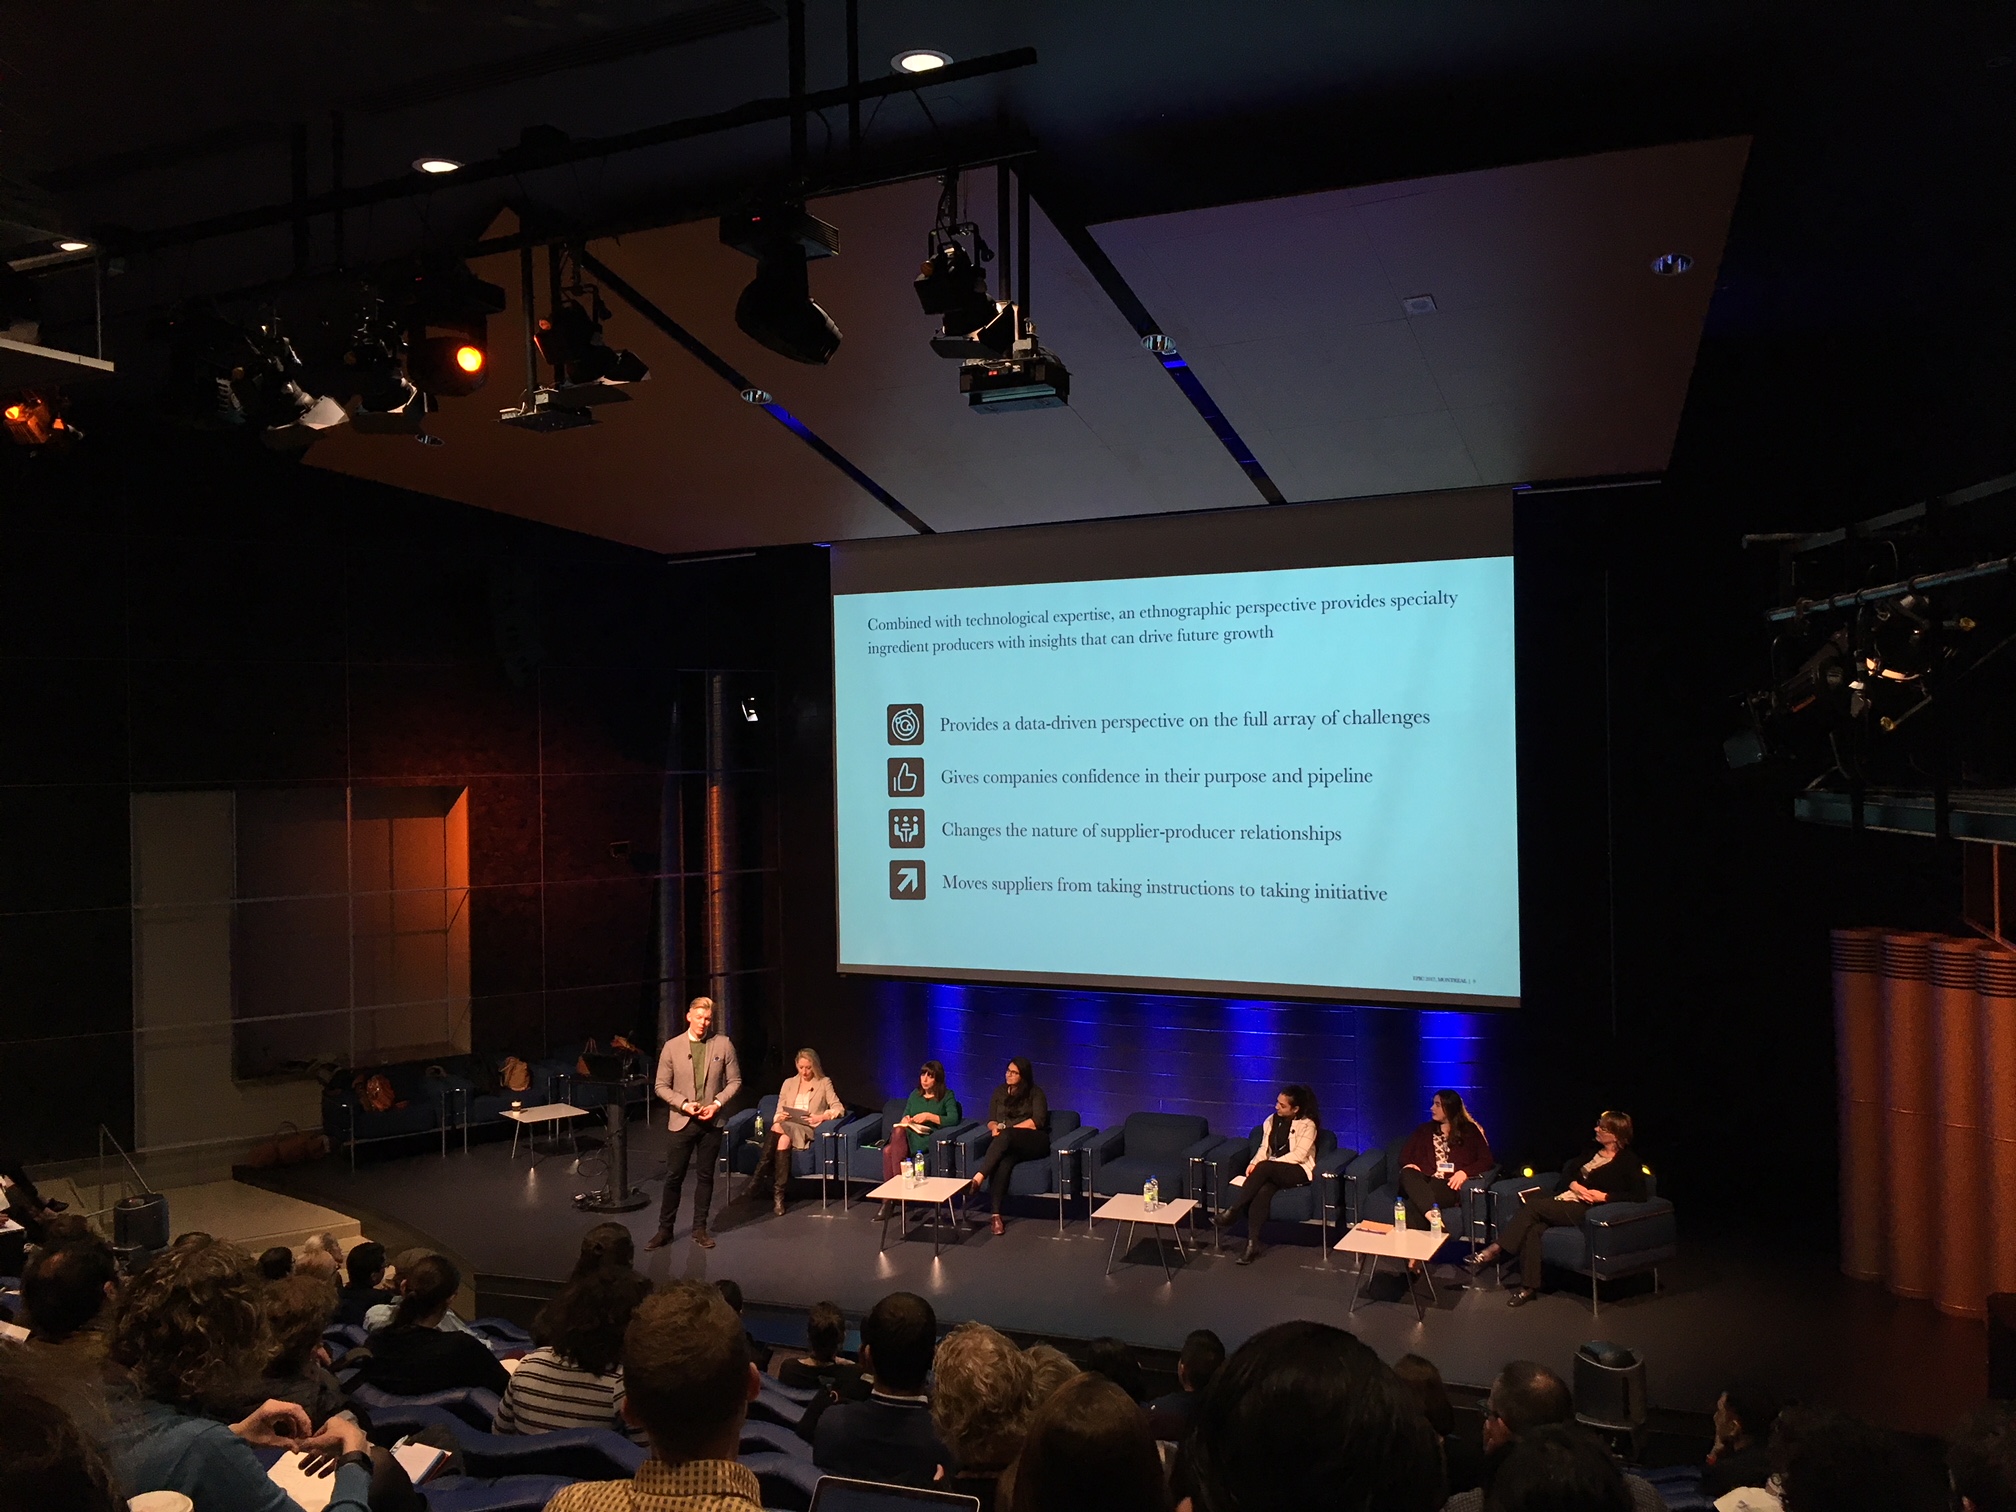 Combined with technological expertise, an ethnographic perspective provides specialty
ingredient producers with insights that can drive future growth
Provides a data-driven perspective on the full array of challenges
Gives companies confidence in their purpose and pipeline
Changes the nature of supplier-producer relationships
Moves suppliers from taking instructions to taking initiative
MONTREAL |